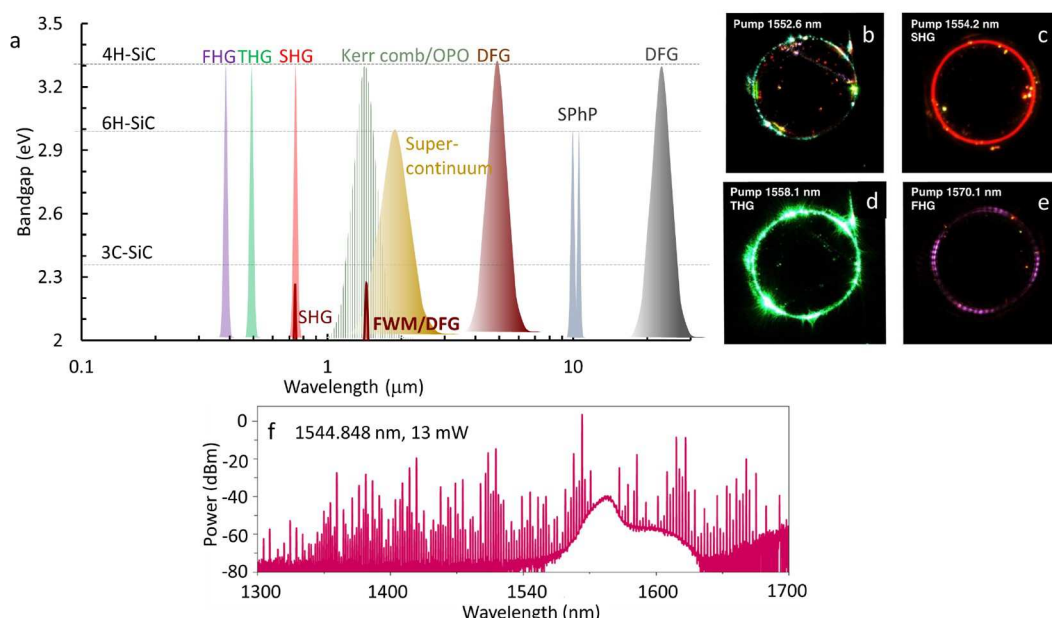 a
3.5
3.2
2.9
2.6
2.3
2
Bandgap (eV)
4H-SiC
6H-SiC
3C-SiC
FHG
THG
SHG
Kerr comb/OPO
DFG
DFG
SPhP
Super-
continuum
SHG
FWM/DFG
0.1
1
10
Wavelength (μm)
Pump 1552.6 nm
b
Pump 1554.2 nm
SHG
c
Pump 1558.1 nm
THG
d
Pump 1570.1 nm
FHG
e
f
1544.848 nm, 13 mW
0
-20
-40
-60
-80
Power (dBm)
1300
1400
1540
1600
1700
Wavelength (nm)